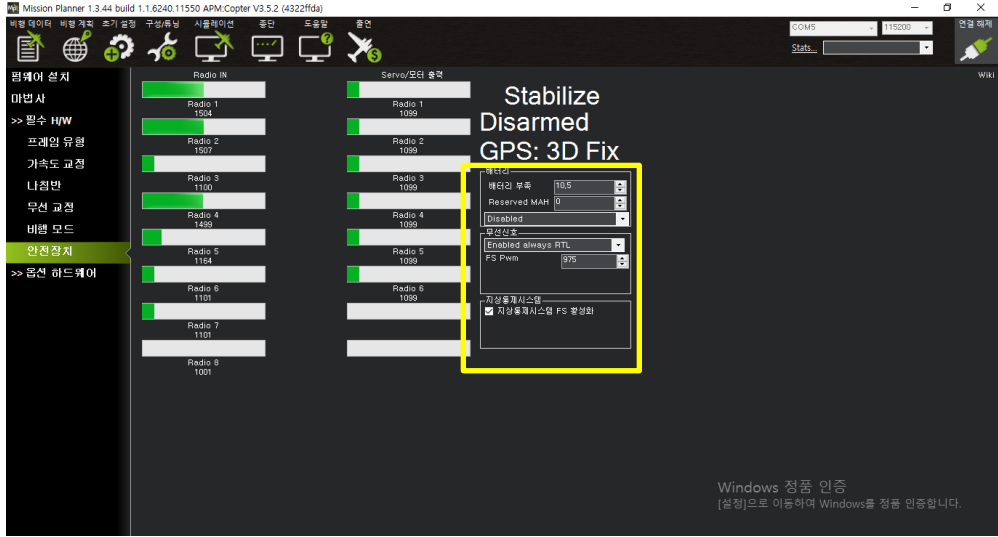 Mission Planner 1.3.44 build 1.1.6240.11550 APM:Copter V3.5.2 (4322ffda)
비행 데이터 비행 계획 초기 설정 구성/튜닝 시뮬레이션 종단 도움말 출연
COM5 115200 연결 해제
Stats...
펌웨어 설치
마법사
>> 필수 H/W
프레임 유형
가속도 교정
나침반
무선 교정
비행 모드
안전장치
>> 옵션 하드웨어
Radio IN
Radio 1
1504
Radio 2
1507
Radio 3
1100
Radio 4
1499
Radio 5
1164
Radio 6
1101
Radio 7
1101
Radio 8
1001
Servo/모터 출력
Radio 1
1099
Radio 2
1099
Radio 3
1099
Radio 4
1099
Radio 5
1099
Radio 6
1099
Stabilize
Disarmed
GPS: 3D Fix
배터리
배터리 부족 10,5
Reserved MAH 0
Disabled
무선신호
Enabled always RTL
FS Pwm 975
지상통제시스템
지상통제시스템 FS 활성화
Wiki
Windows 정품 인증
[설정]으로 이동하여 Windows를 정품 인증합니다.